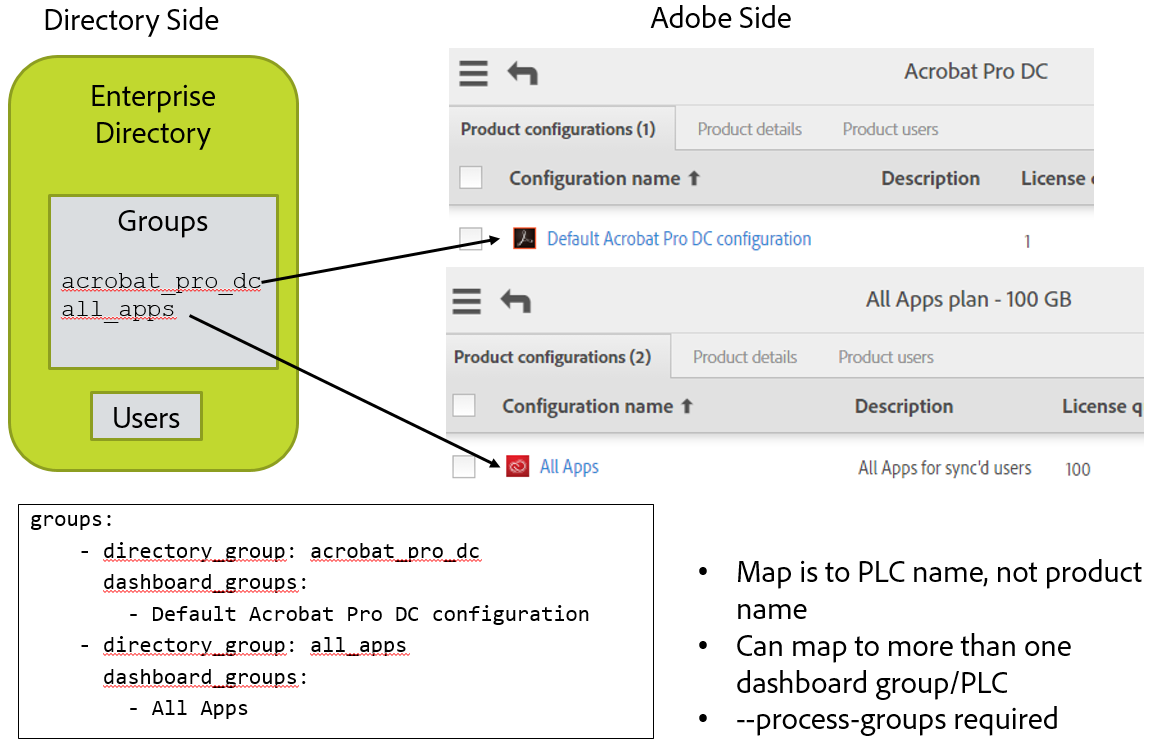 Directory Side
Adobe Side
Enterprise
Directory
Groups
acrobat_pro_dc
all_apps
Users
Acrobat Pro DC
Product configurations (1) Product details Product users
Configuration name Description License
Default Acrobat Pro DC configuration 1
All Apps plan - 100 GB
Product configurations (2) Product details Product users
Configuration name Description License q
All Apps All Apps for sync'd users 100
groups:
- directory_group: acrobat_pro_dc
dashboard_groups:
- Default Acrobat Pro DC configuration
- directory_group: all_apps
dashboard_groups:
- All Apps
• Map is to PLC name, not product
name
• Can map to more than one
dashboard group/PLC
• --process-groups required